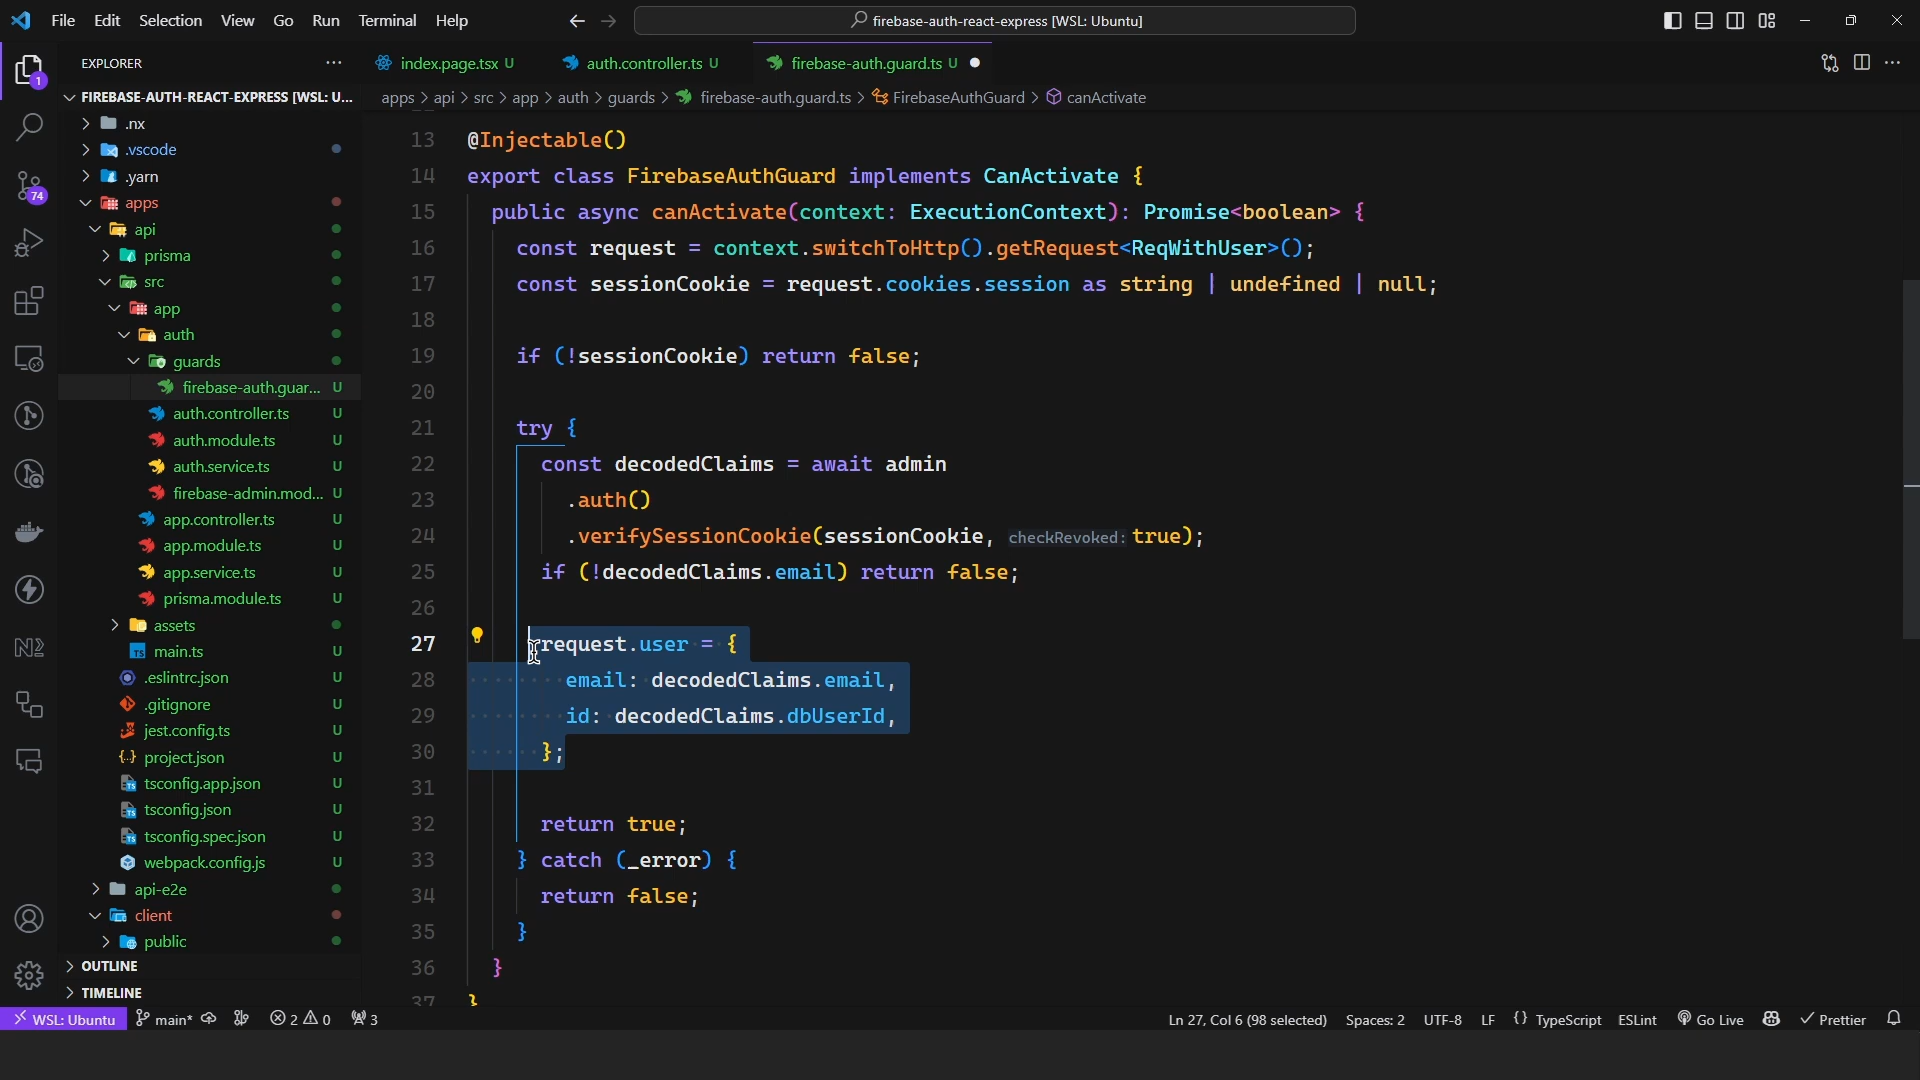 File Edit Selection View Go Run Terminal Help
firebase-auth-react-express [WSL: Ubuntu]
EXPLORER
index.page.tsx U
auth.controller.ts U
firebase-auth.guard.ts U
FIREBASE-AUTH-REACT-EXPRESS [WSL: U...
apps > api > src > app > auth > guards > firebase-auth.guard.ts > FirebaseAuthGuard > canActivate
1
74
.nx
.vscode
.yarn
apps
api
prisma
src
app
auth
guards
firebase-auth.guar... U
auth.controller.ts U
auth.module.ts U
auth.service.ts U
firebase-admin.mod... U
app.controller.ts U
app.module.ts U
app.service.ts U
prisma.module.ts U
assets
main.ts U
.eslintrc.json U
.gitignore U
jest.config.ts U
project.json U
tsconfig.app.json U
tsconfig.json U
tsconfig.spec.json U
webpack.config.js U
api-e2e
client
public
OUTLINE
TIMELINE
13 @Injectable()
14 export class FirebaseAuthGuard implements CanActivate {
15 public async canActivate(context: ExecutionContext): Promise<boolean> {
16 const request = context.switchToHttp().getRequest<ReqWithUser>();
17 const sessionCookie = request.cookies.session as string | undefined | null;
18
19 if (!sessionCookie) return false;
20
21 try {
22 const decodedClaims = await admin
23 .auth()
24 .verifySessionCookie(sessionCookie, checkRevoked: true);
25 if (!decodedClaims.email) return false;
26
27 request.user = {
28 email: decodedClaims.email,
29 id: decodedClaims.dbUserId,
30 };
31
32 return true;
33 } catch (_error) {
34 return false;
35 }
36 }
37 }
WSL: Ubuntu main* 2 0 3
Ln 27, Col 6 (98 selected) Spaces: 2 UTF-8 LF {} TypeScript ESLint Go Live Prettier